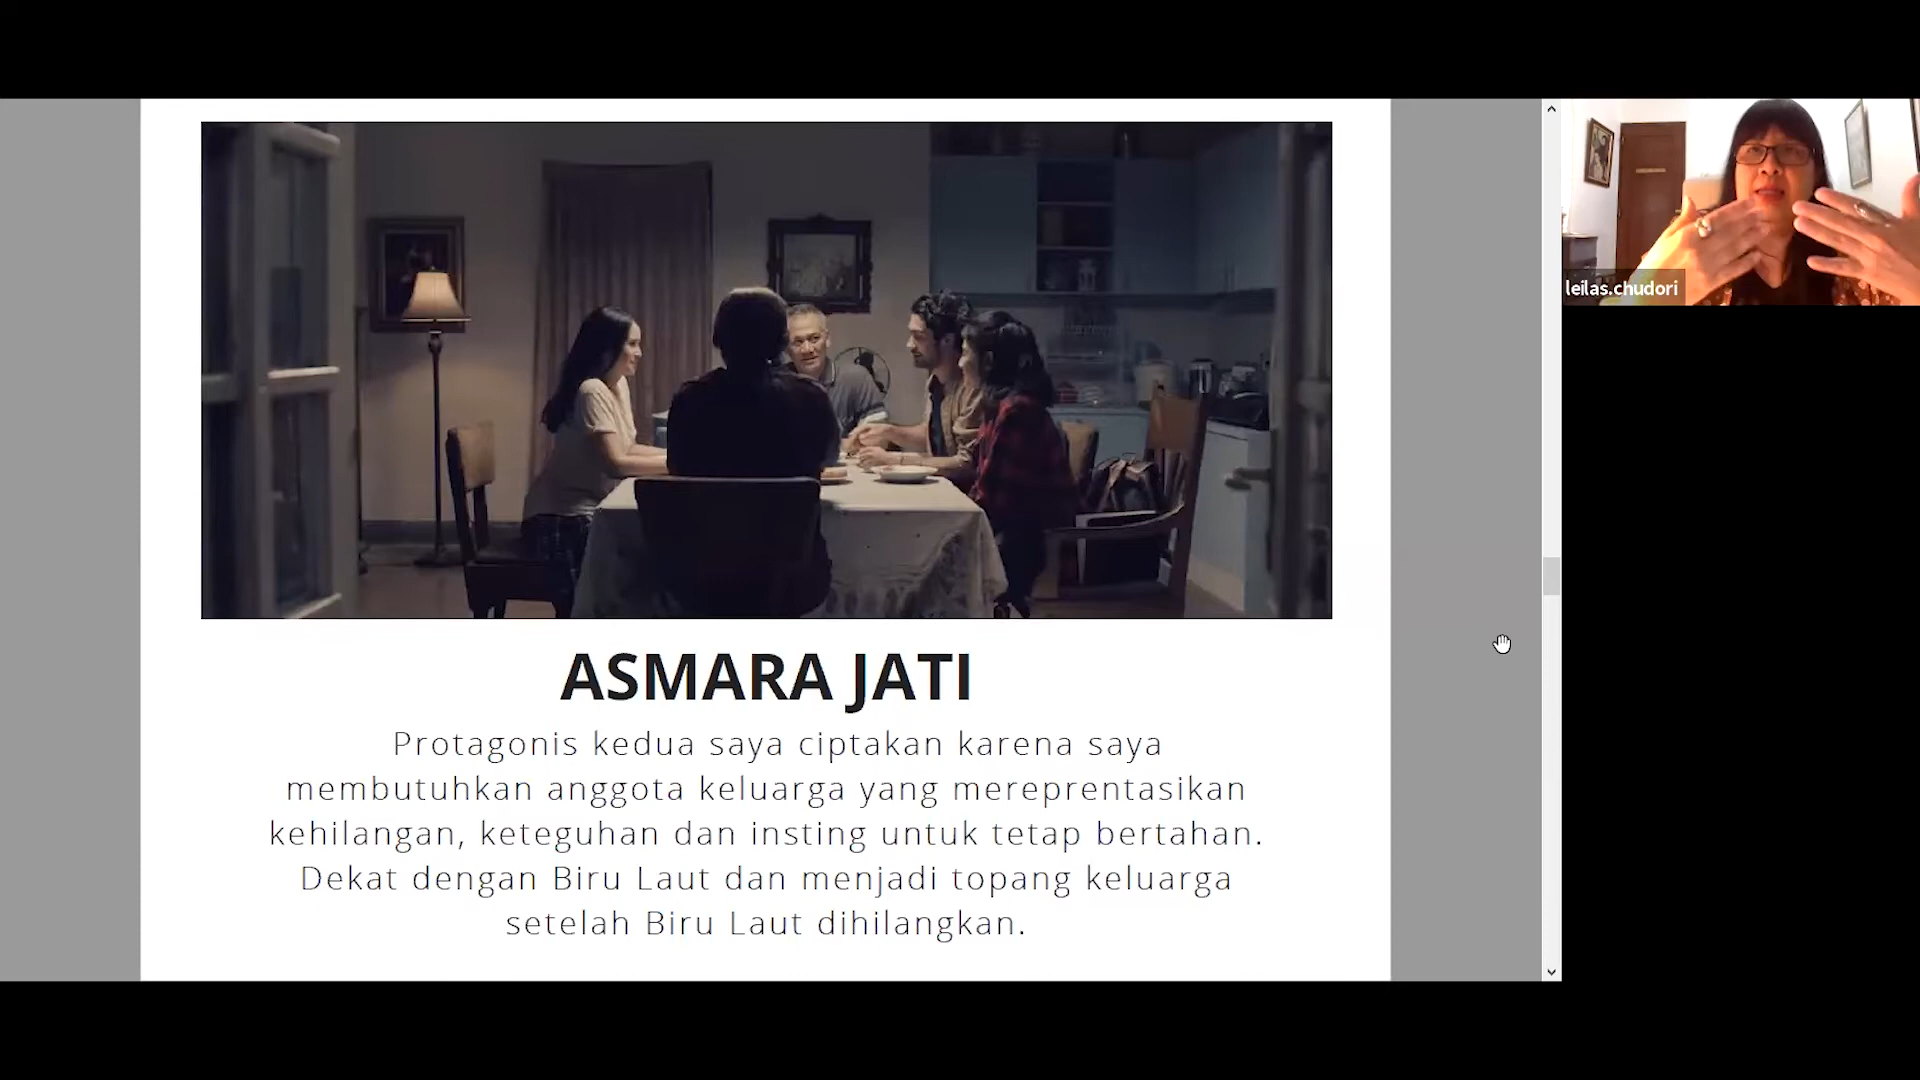 leilas.chudori
ASMARA JATI
Protagonis kedua saya ciptakan karena saya
membutuhkan anggota keluarga yang mereprentasikan
kehilangan, keteguhan dan insting untuk tetap bertahan.
Dekat dengan Biru Laut dan menjadi topang keluarga
setelah Biru Laut dihilangkan.